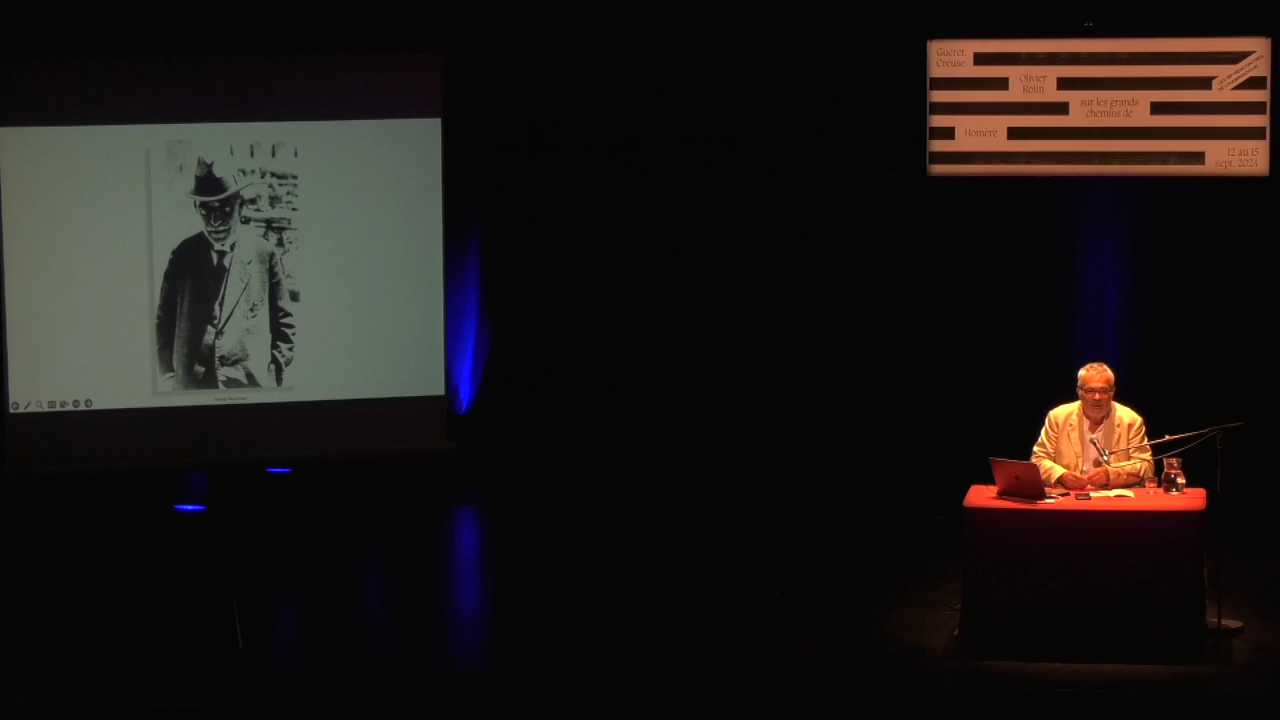 Guéret,
Creuse
Olivier
Rolin
sur les grands
chemins de
Homère
12 au 15
sept. 2024